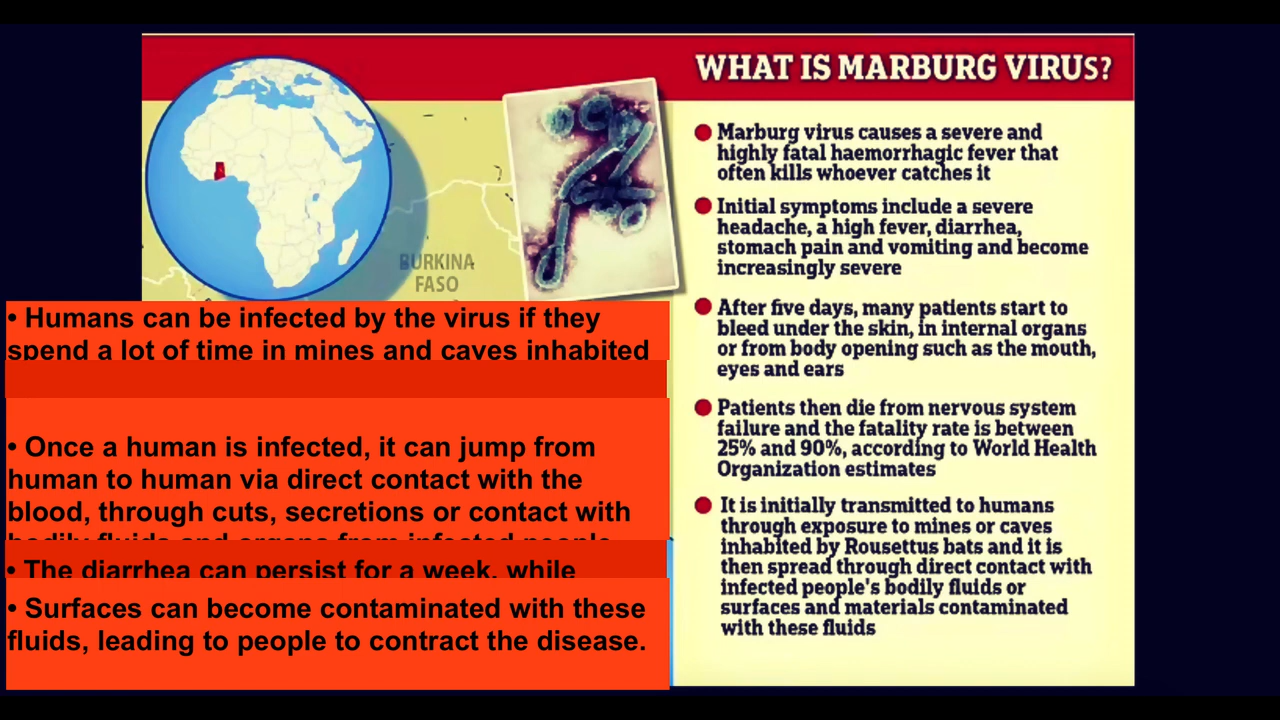 WHAT IS MARBURG VIRUS?
• Marburg virus causes a severe and
highly fatal haemorrhagic fever that
often kills whoever catches it
• Initial symptoms include a severe
headache, a high fever, diarrhea,
stomach pain and vomiting and become
increasingly severe
• After five days, many patients start to
bleed under the skin, in internal organs
or from body opening such as the mouth,
eyes and ears
• Patients then die from nervous system
failure and the fatality rate is between
25% and 90%, according to World Health
Organization estimates
• It is initially transmitted to humans
through exposure to mines or caves
inhabited by Rousettus bats and it is
then spread through direct contact with
infected people's bodily fluids or
surfaces and materials contaminated
with these fluids
BURKINA
FASO
• Humans can be infected by the virus if they
spend a lot of time in mines and caves inhabited
• Once a human is infected, it can jump from
human to human via direct contact with the
blood, through cuts, secretions or contact with
bodily fluids and organs from infected people
• The diarrhea can persist for a week, while
• Surfaces can become contaminated with these
fluids, leading to people to contract the disease.